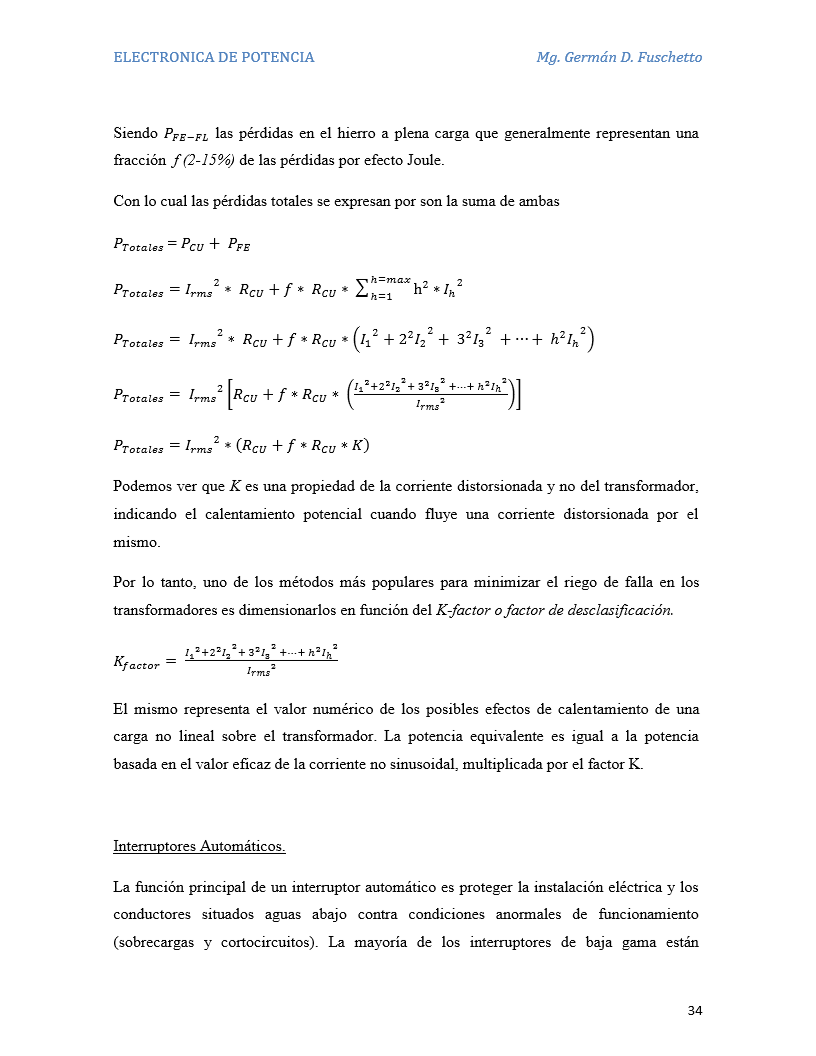 ELECTRONICA DE POTENCIA Mg. Germán D. Fuschetto
Siendo P_{FE−FL} las pérdidas en el hierro a plena carga que generalmente representan una
fracción f (2-15%) de las pérdidas por efecto Joule.
Con lo cual las pérdidas totales se expresan por son la suma de ambas
P_{Totales} = P_{CU} + P_{FE}
P_{Totales} = I_{rms}^2 * R_{CU} + f * R_{CU} * ∑_{h=1}^{h=max} h^2 * I_h^2
P_{Totales} = I_{rms}^2 * R_{CU} + f * R_{CU} * (I_1^2 + 2^2 I_2^2 + 3^2 I_3^2 + ⋯ + h^2 I_h^2)
P_{Totales} = I_{rms}^2 [R_{CU} + f * R_{CU} * ((I_1^2 + 2^2 I_2^2 + 3^2 I_3^2 + ⋯ + h^2 I_h^2) / I_{rms}^2)]
P_{Totales} = I_{rms}^2 * (R_{CU} + f * R_{CU} * K)
Podemos ver que K es una propiedad de la corriente distorsionada y no del transformador,
indicando el calentamiento potencial cuando fluye una corriente distorsionada por el
mismo.
Por lo tanto, uno de los métodos más populares para minimizar el riego de falla en los
transformadores es dimensionarlos en función del K-factor o factor de desclasificación.
K_{factor} = (I_1^2 + 2^2 I_2^2 + 3^2 I_3^2 + ⋯ + h^2 I_h^2) / I_{rms}^2
El mismo representa el valor numérico de los posibles efectos de calentamiento de una
carga no lineal sobre el transformador. La potencia equivalente es igual a la potencia
basada en el valor eficaz de la corriente no sinusoidal, multiplicada por el factor K.
Interruptores Automáticos.
La función principal de un interruptor automático es proteger la instalación eléctrica y los
conductores situados aguas abajo contra condiciones anormales de funcionamiento
(sobrecargas y cortocircuitos). La mayoría de los interruptores de baja gama están
34